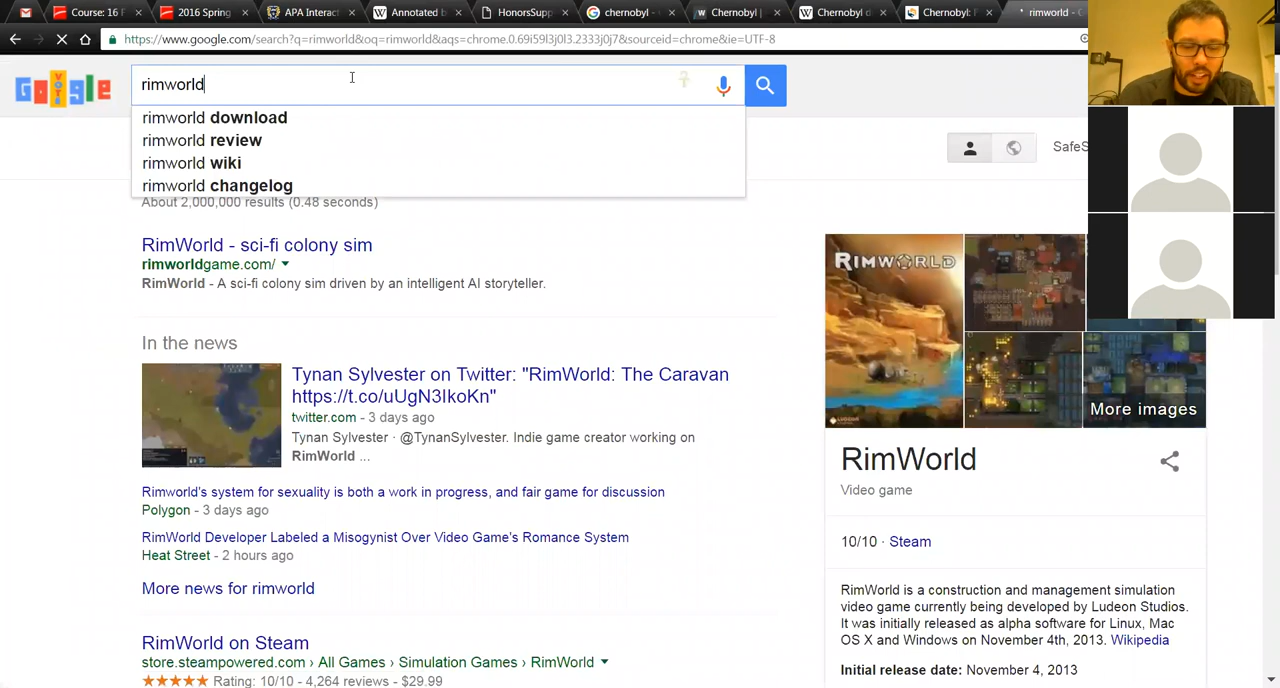 Course: 16 F
2016 Spring
APA Interac
Annotated b
HonorsSupp
chernobyl -
Chernobyl |
Chernobyl d
Chernobyl: F
rimworld - G
https://www.google.com/search?q=rimworld&oq=rimworld&aqs=chrome.0.69i59l3j0l3.2333j0j7&sourceid=chrome&ie=UTF-8
rimworld
rimworld download
rimworld review
rimworld wiki
rimworld changelog
SafeS
About 2,000,000 results (0.48 seconds)
RimWorld - sci-fi colony sim
rimworldgame.com/
RimWorld - A sci-fi colony sim driven by an intelligent AI storyteller.
In the news
Tynan Sylvester on Twitter: "RimWorld: The Caravan
https://t.co/uUgN3IkoKn"
twitter.com - 3 days ago
Tynan Sylvester · @TynanSylvester. Indie game creator working on
RimWorld ...
Rimworld's system for sexuality is both a work in progress, and fair game for discussion
Polygon - 3 days ago
RimWorld Developer Labeled a Misogynist Over Video Game's Romance System
Heat Street - 2 hours ago
More news for rimworld
RimWorld on Steam
store.steampowered.com › All Games › Simulation Games › RimWorld
Rating: 10/10 - 4,264 reviews - $29.99
RIMWORLD
More images
RimWorld
Video game
10/10 · Steam
RimWorld is a construction and management simulation
video game currently being developed by Ludeon Studios.
It was initially released as alpha software for Linux, Mac
OS X and Windows on November 4th, 2013. Wikipedia
Initial release date: November 4, 2013